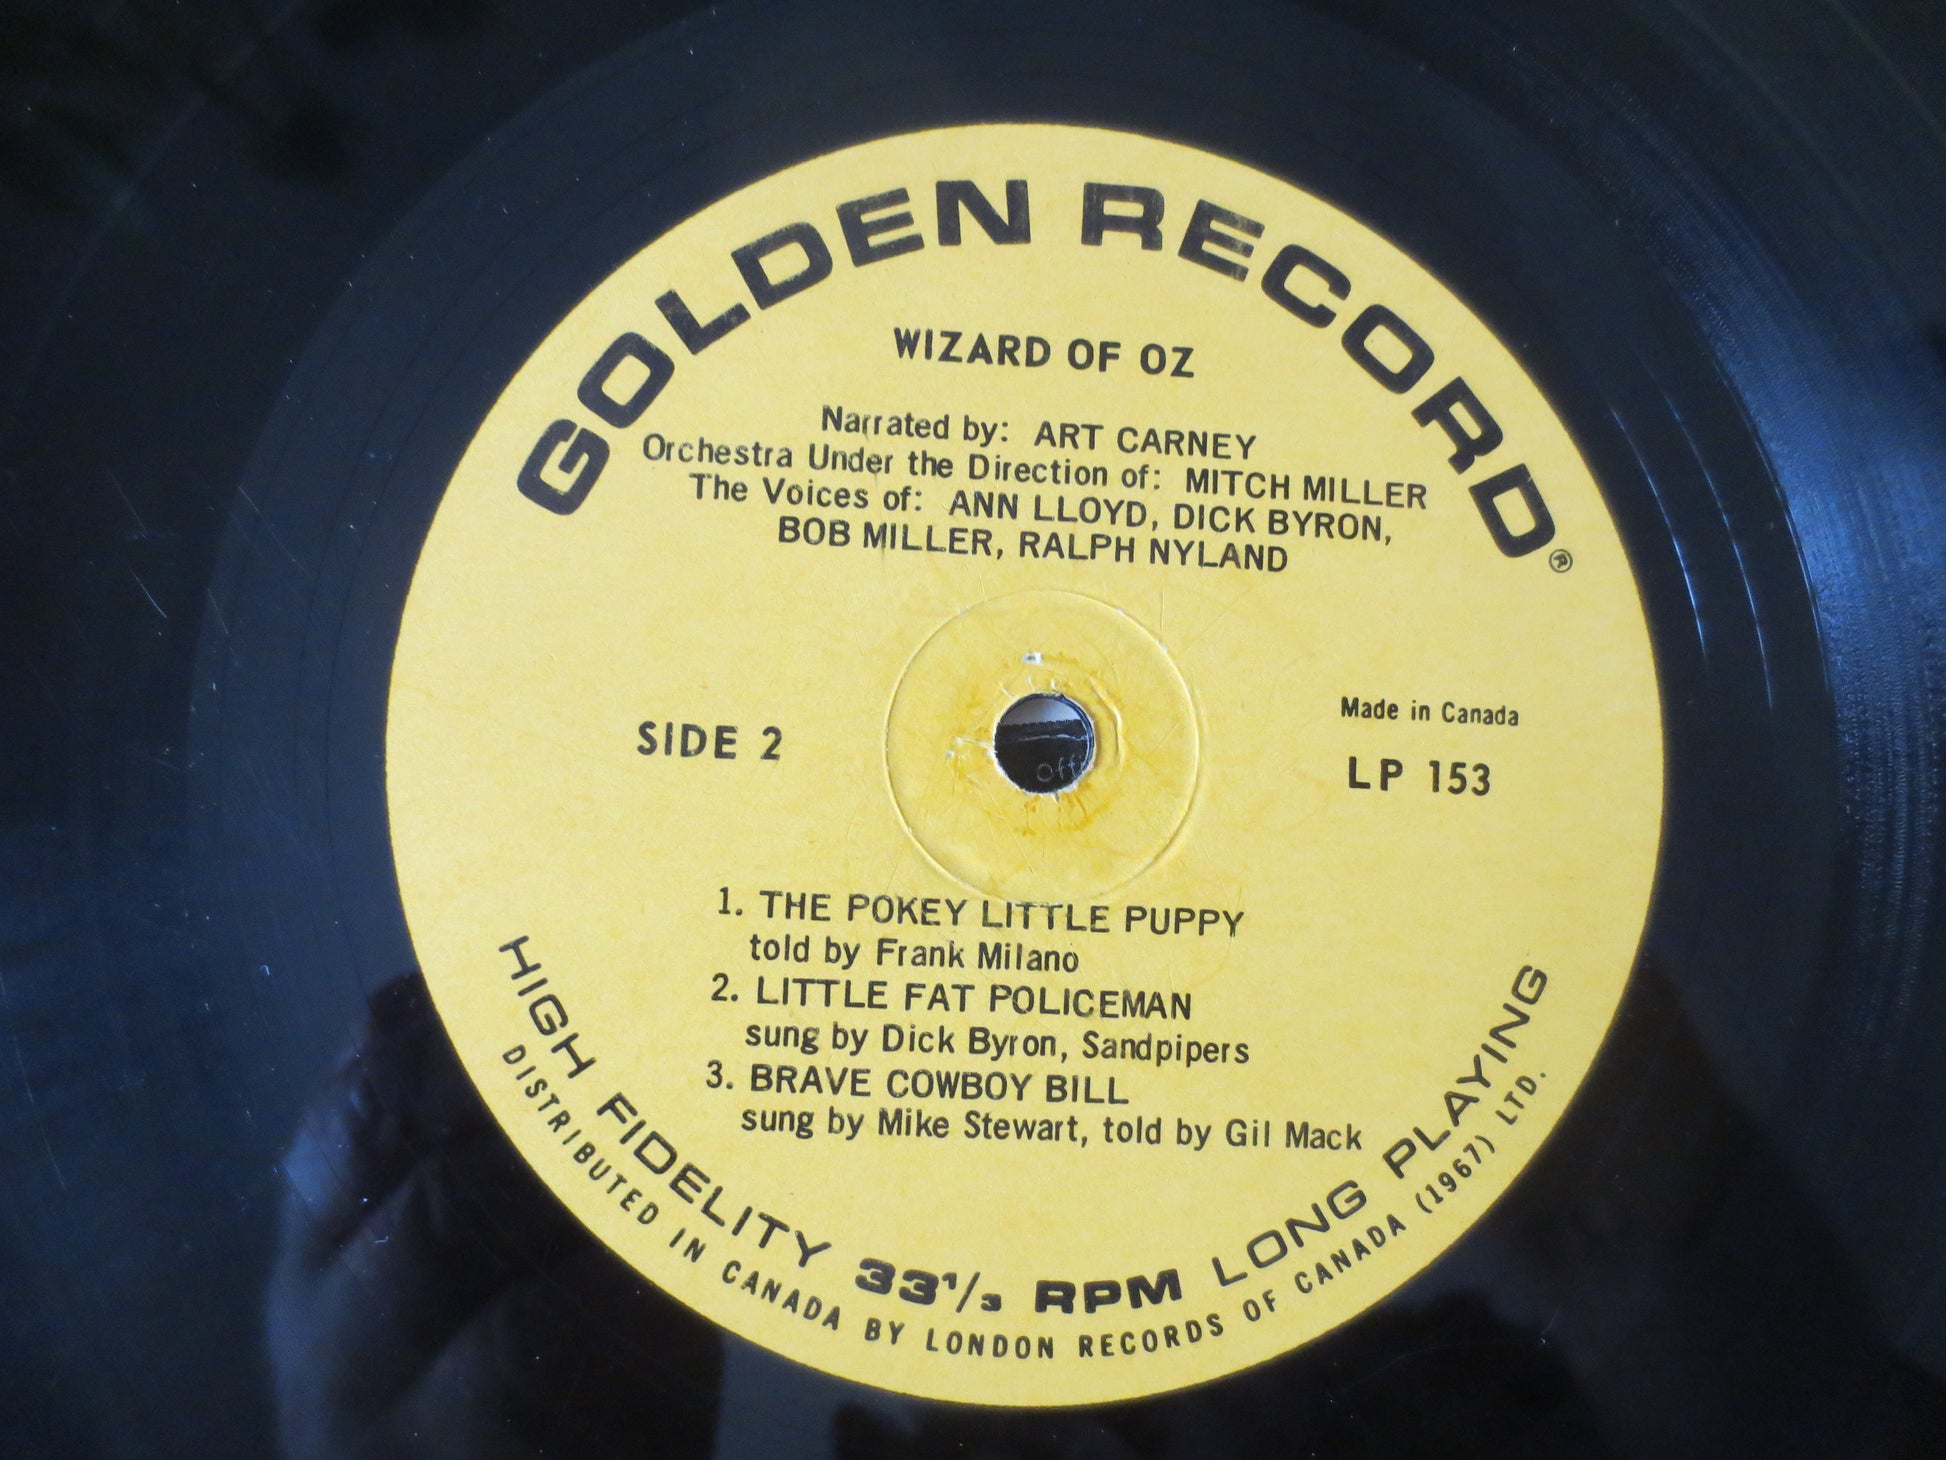 GOLDEN RECORD®
WIZARD OF OZ
Narrated by: ART CARNEY
Orchestra Under the Direction of: MITCH MILLER
The Voices of: ANN LLOYD, DICK BYRON,
BOB MILLER, RALPH NYLAND
SIDE 2
Made in Canada
LP 153
1. THE POKEY LITTLE PUPPY
told by Frank Milano
2. LITTLE FAT POLICEMAN
sung by Dick Byron, Sandpipers
3. BRAVE COWBOY BILL
sung by Mike Stewart, told by Gil Mack
HIGH FIDELITY 33 1/3 RPM LONG PLAYING
DISTRIBUTED IN CANADA BY LONDON RECORDS OF CANADA (1967) LTD.